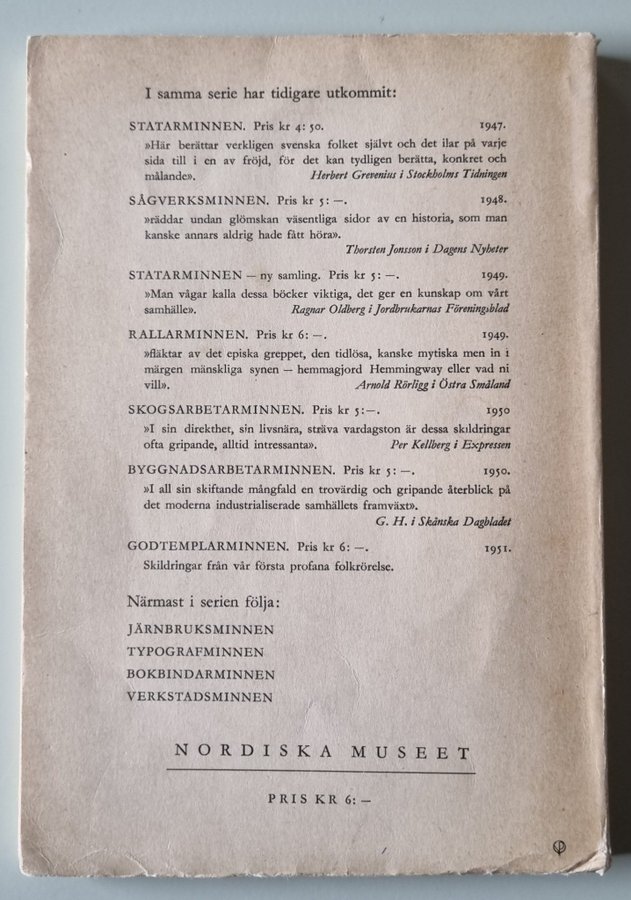 I samma serie har tidigare utkommit:
STATARMINNEN. Pris kr 4: 50. 1947.
»Här berättar verkligen svenska folket självt och det ilar på varje
sida till i en av fröjd, för det kan tydligen berätta, konkret och
målande». Herbert Grevenius i Stockholms Tidningen
SÅGVERKSMINNEN. Pris kr 5: —. 1948.
»räddar undan glömskan väsentliga sidor av en historia, som man
kanske annars aldrig hade fått höra».
Thorsten Jonsson i Dagens Nyheter
STATARMINNEN — ny samling. Pris kr 5: —. 1949.
»Man vågar kalla dessa böcker viktiga, det ger en kunskap om vårt
samhälle». Ragnar Oldberg i Jordbrukarnas Föreningsblad
RALLARMINNEN. Pris kr 6: —. 1949.
»fläktar av det episka greppet, den tidlösa, kanske mytiska men in i
märgen mänskliga synen — hemmagjord Hemmingway eller vad ni
vill». Arnold Rörligg i Östra Småland
SKOGSARBETARMINNEN. Pris kr 5:—. 1950
»I sin direkthet, sin livsnära, sträva vardagston är dessa skildringar
ofta gripande, alltid intressanta». Per Kellberg i Expressen
BYGGNADSARBETARMINNEN. Pris kr 5: —. 1950.
»I all sin skiftande mångfald en trovärdig och gripande återblick på
det moderna industrialiserade samhällets framväxt».
G. H. i Skånska Dagbladet
GODTEMPLARMINNEN. Pris kr 6: —. 1951.
Skildringar från vår första profana folkrörelse.
Närmast i serien följa:
JÄRNBRUKSMINNEN
TYPOGRAFMINNEN
BOKBINDARMINNEN
VERKSTADSMINNEN
NORDISKA MUSEET
PRIS KR 6: —